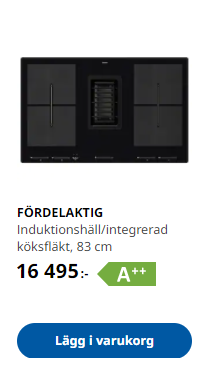 FÖRDELAKTIG
Induktionshäll/integrerad
köksfläkt, 83 cm
16 495:- A++
Lägg i varukorg